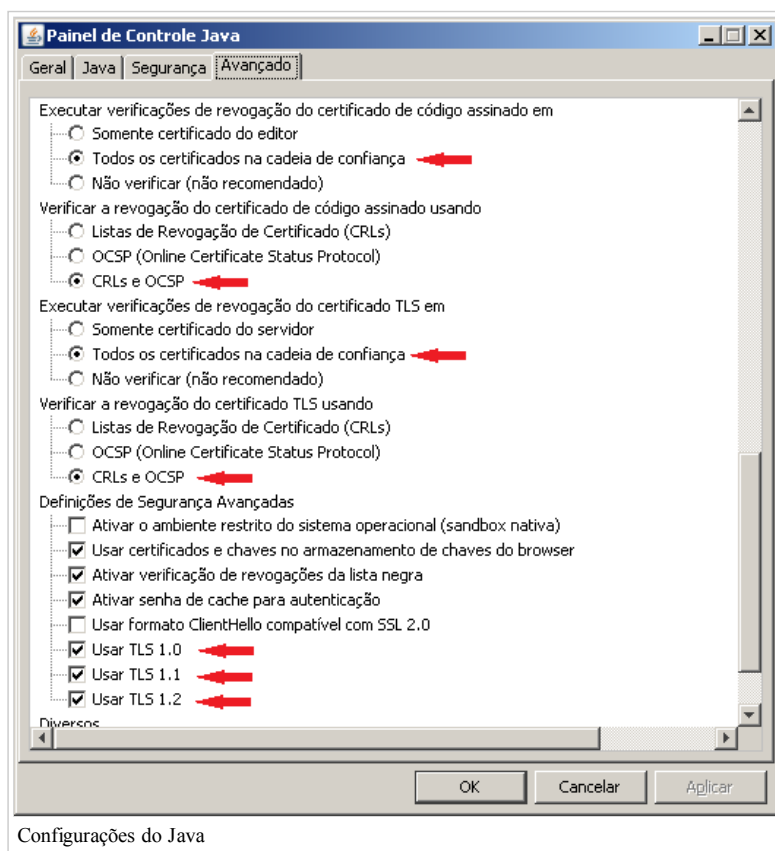 Painel de Controle Java
Geral Java Segurança Avançado
Executar verificações de revogação do certificado de código assinado em
Somente certificado do editor
Todos os certificados na cadeia de confiança
Não verificar (não recomendado)
Verificar a revogação do certificado de código assinado usando
Listas de Revogação de Certificado (CRLs)
OCSP (Online Certificate Status Protocol)
CRLs e OCSP
Executar verificações de revogação do certificado TLS em
Somente certificado do servidor
Todos os certificados na cadeia de confiança
Não verificar (não recomendado)
Verificar a revogação do certificado TLS usando
Listas de Revogação de Certificado (CRLs)
OCSP (Online Certificate Status Protocol)
CRLs e OCSP
Definições de Segurança Avançadas
Ativar o ambiente restrito do sistema operacional (sandbox nativa)
Usar certificados e chaves no armazenamento de chaves do browser
Ativar verificação de revogações da lista negra
Ativar senha de cache para autenticação
Usar formato ClientHello compatível com SSL 2.0
Usar TLS 1.0
Usar TLS 1.1
Usar TLS 1.2
Diversos
OK Cancelar Aplicar
Configurações do Java